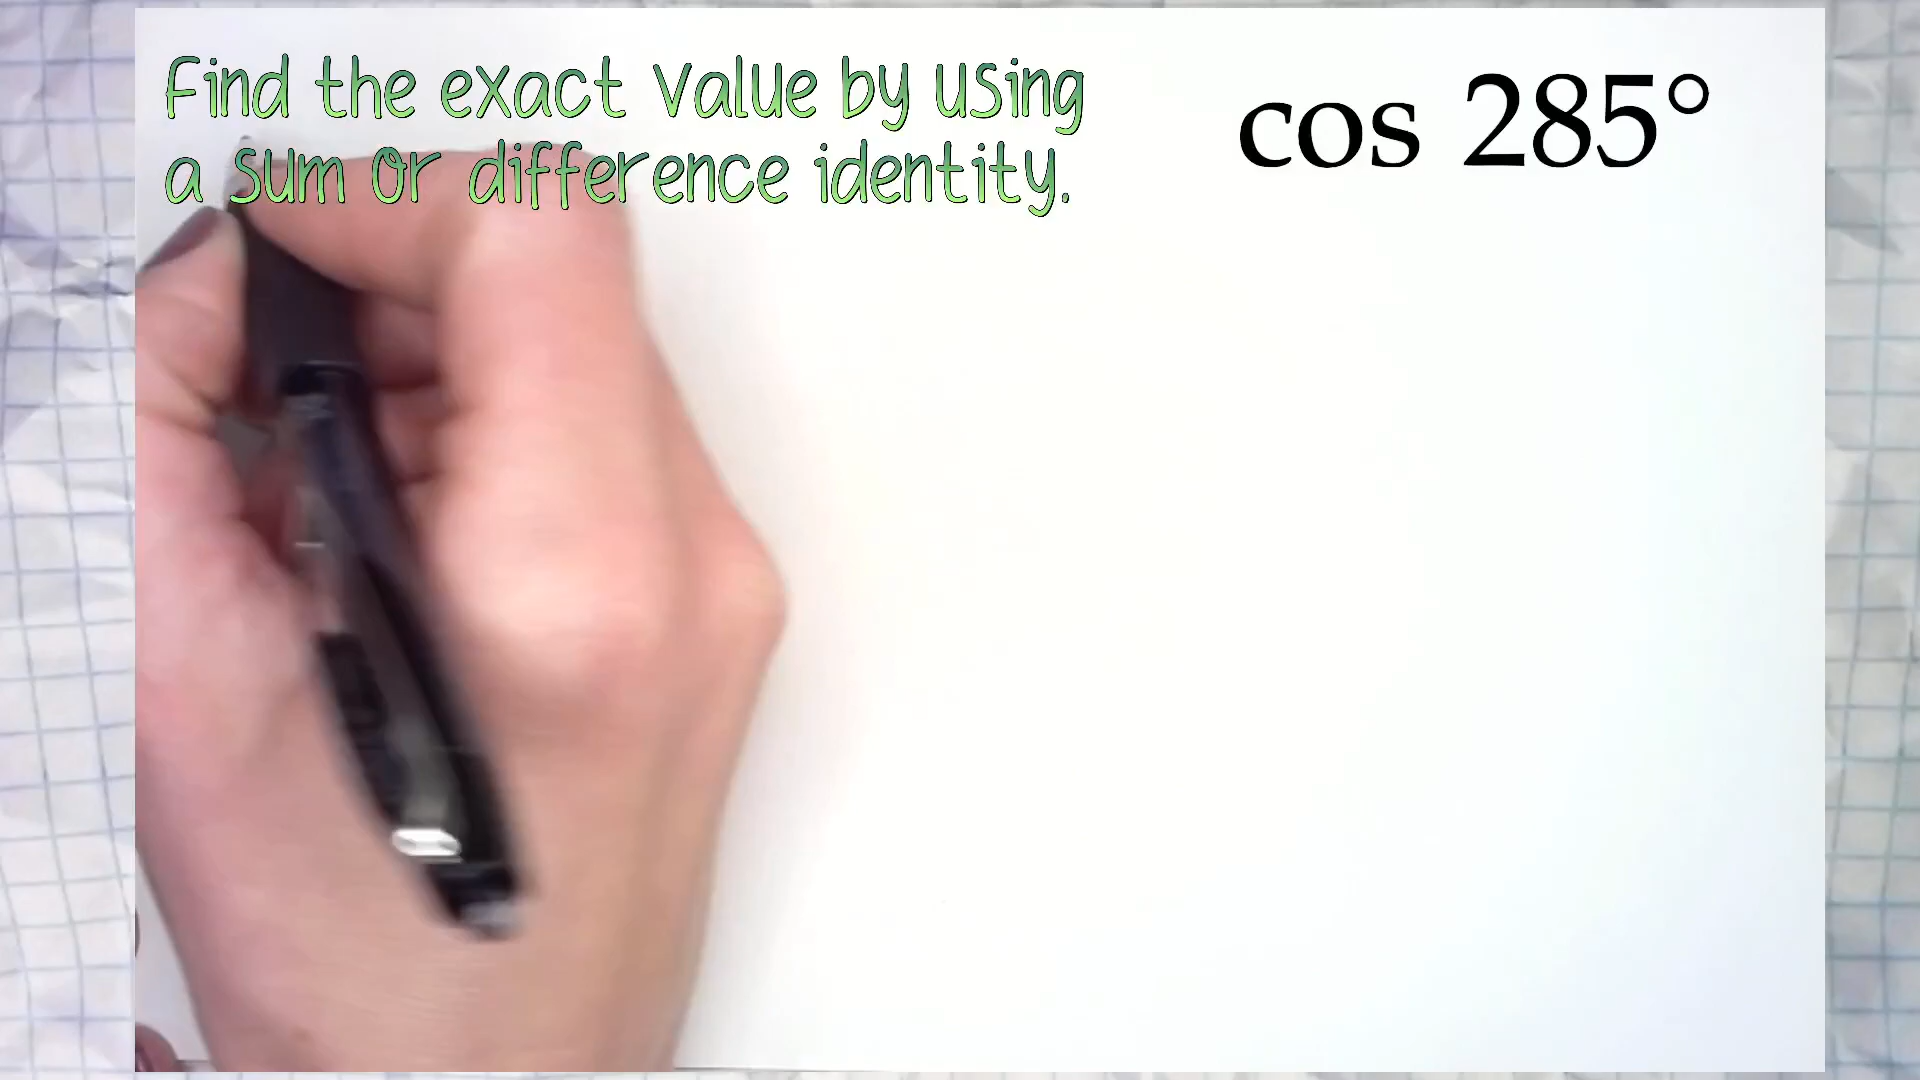 Find the exact value by using
a sum or difference identity.
cos 285°